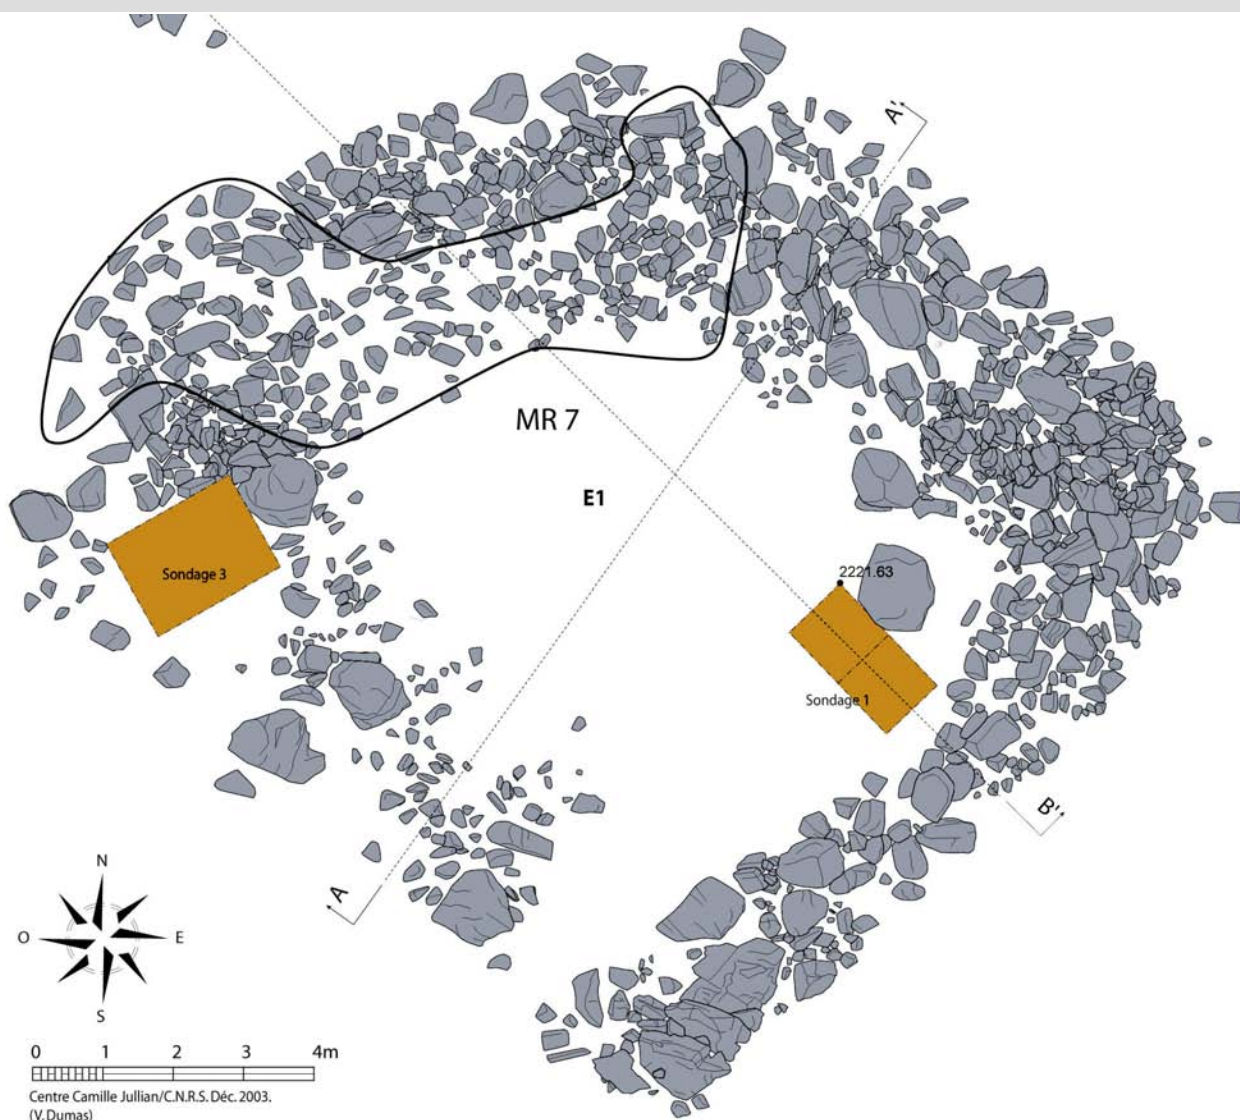 A'
MR 7
E1
Sondage 3
2221.63
Sondage 1
B'
A
N
O E
S
0 1 2 3 4m
Centre Camille Jullian/C.N.R.S. Déc. 2003.
(V. Dumas)